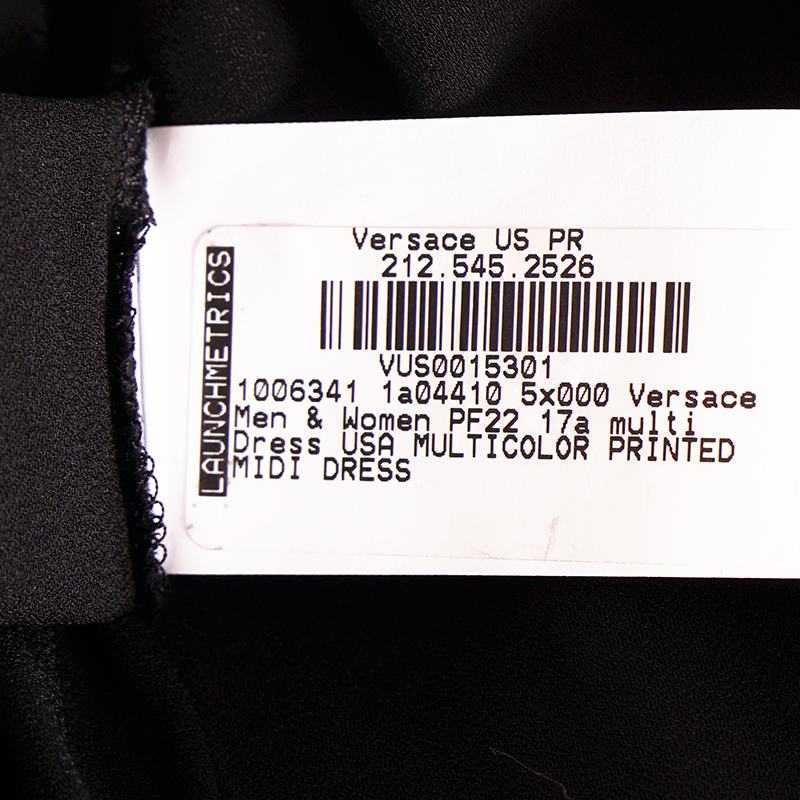 Versace US PR
212.545.2526
LAUNCHMETRICS
VUS0015301
1006341 1a04410 5x000 Versace
Men & Women PF22 17a multi
Dress USA MULTICOLOR PRINTED
MIDI DRESS